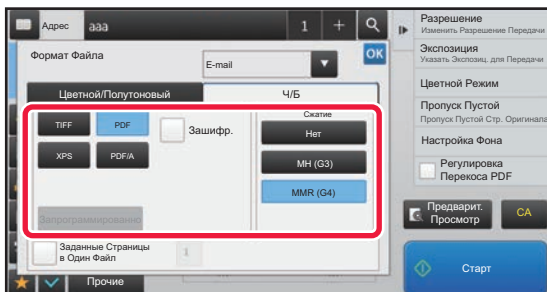 Адрес
aaa
1
+
Формат Файла
E-mail
OK
Цветной/Полутоновый
Ч/Б
TIFF
PDF
Зашифр.
XPS
PDF/A
Запрограммированно
Сжатие
Нет
MH (G3)
MMR (G4)
Заданные Страницы
в Один Файл
1
Прочие
Разрешение
Изменить Разрешение Передачи
Экспозиция
Указать Экспозиц. для Передачи
Цветной Режим
Пропуск Пустой
Пропуск Пустой Стр. Оригинала
Настройка Фона
Регулировка
Перекоса PDF
Предварит.
Просмотр
CA
Старт